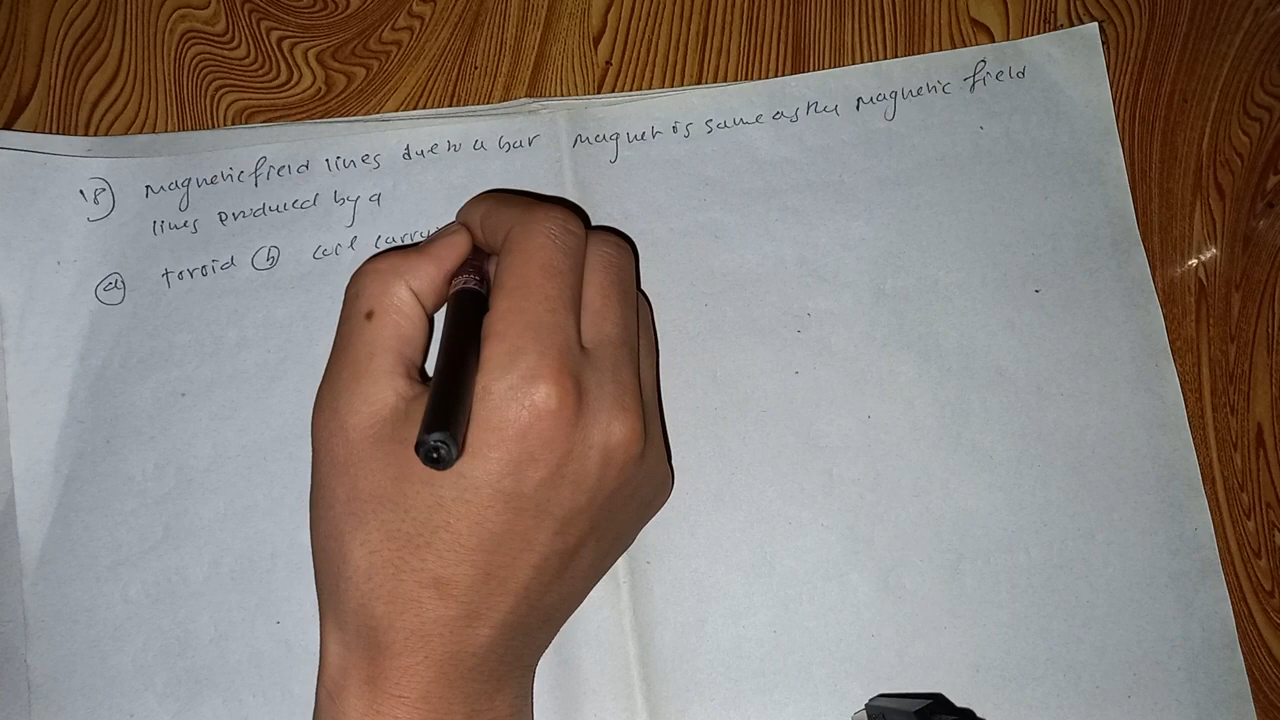 18) Magnetic field lines due to a bar magnet is same as the magnetic field
lines produced by a
(a) toroid (b) coil carry